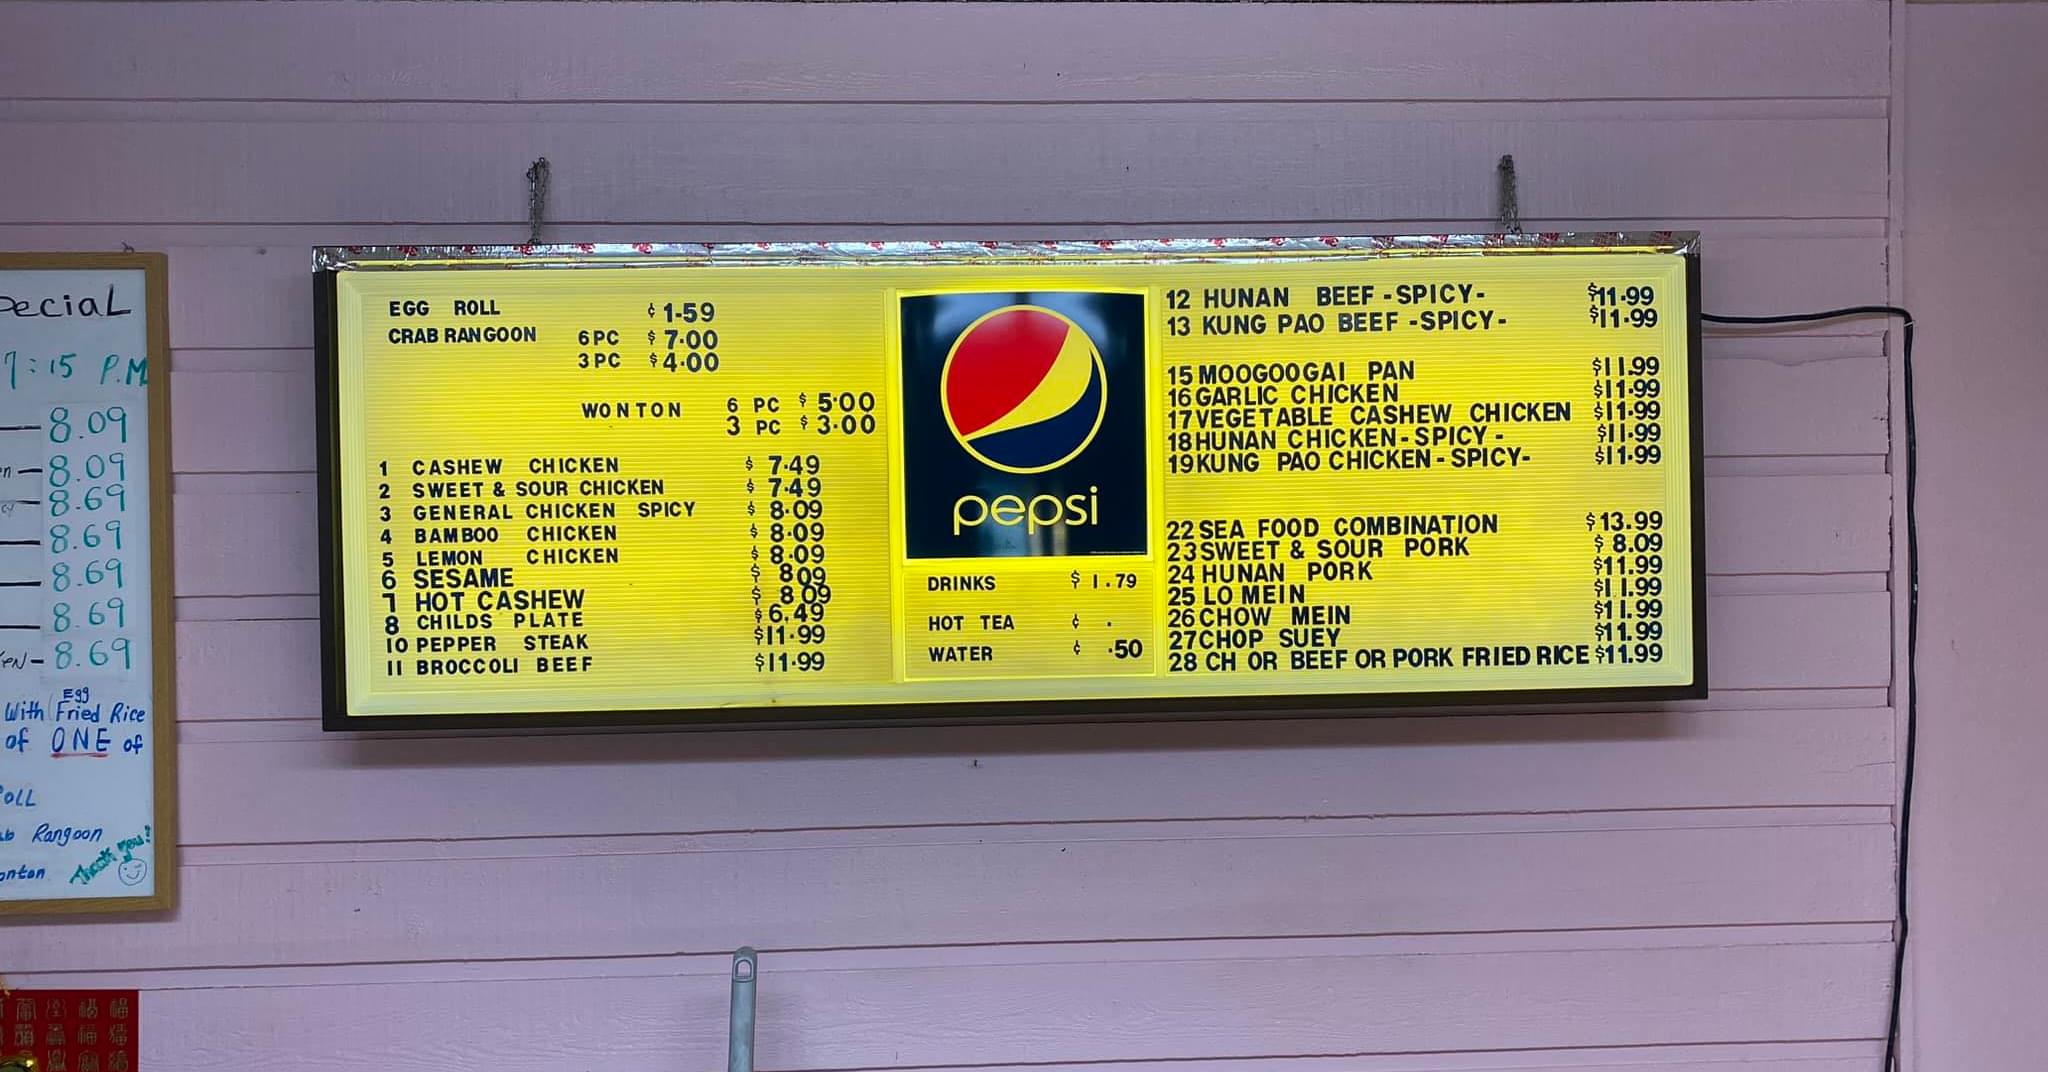 pecial
7:15 P.M
8.09
8.09
8.69
8.69
8.69
8.69
8.69
Egg
With Fried Rice
of ONE of
oll
Rangoon
onton
Thank you!
EGG ROLL ¢ 1.59
CRAB RANGOON 6 PC $ 7.00
3 PC $ 4.00
WONTON 6 PC $ 5.00
3 PC $ 3.00
1 CASHEW CHICKEN $ 7.49
2 SWEET & SOUR CHICKEN $ 7.49
3 GENERAL CHICKEN SPICY $ 8.09
4 BAMBOO CHICKEN $ 8.09
5 LEMON CHICKEN $ 8.09
6 SESAME $ 809
7 HOT CASHEW $ 809
8 CHILDS PLATE $ 6.49
10 PEPPER STEAK $11.99
11 BROCCOLI BEEF $11.99
pepsi
DRINKS $ 1.79
HOT TEA ¢ .
WATER ¢ .50
12 HUNAN BEEF -SPICY- $11.99
13 KUNG PAO BEEF -SPICY- $11.99
15 MOOGOOGAI PAN $11.99
16 GARLIC CHICKEN $11.99
17 VEGETABLE CASHEW CHICKEN $11.99
18 HUNAN CHICKEN - SPICY - $11.99
19 KUNG PAO CHICKEN - SPICY- $11.99
22 SEA FOOD COMBINATION $13.99
23 SWEET & SOUR PORK $ 8.09
24 HUNAN PORK $11.99
25 LO MEIN $11.99
26 CHOW MEIN $11.99
27 CHOP SUEY $11.99
28 CH OR BEEF OR PORK FRIED RICE $11.99